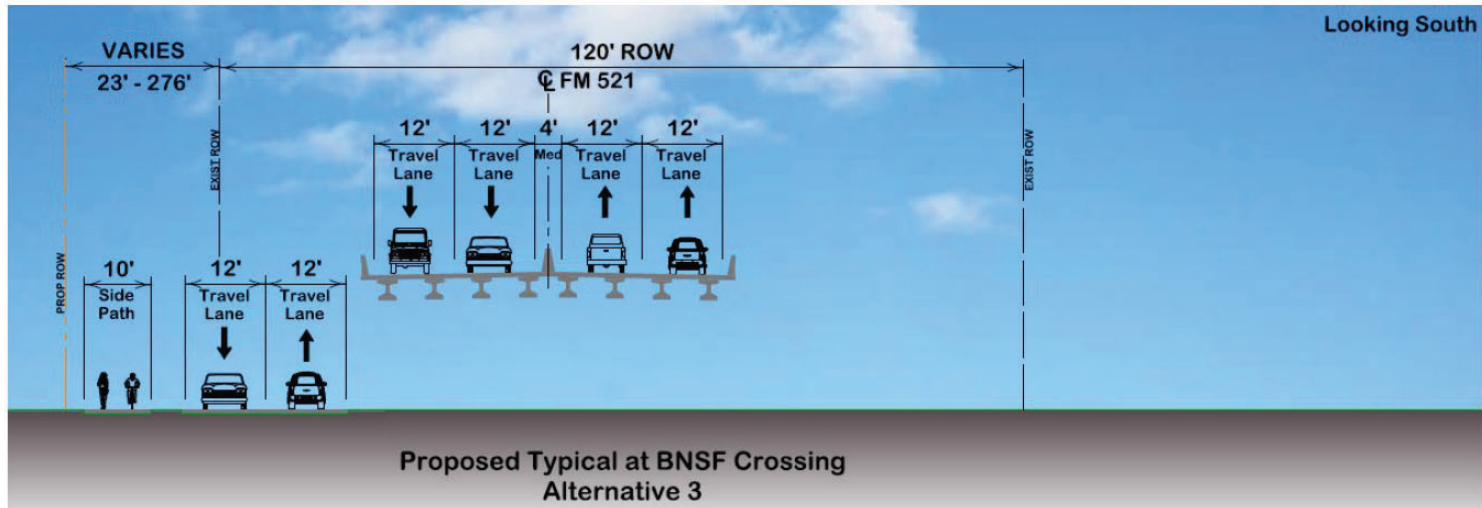 Looking South
VARIES
23' - 276'
120' ROW
℄ FM 521
12'
12'
4'
12'
12'
Travel
Lane
Travel
Lane
Med
Travel
Lane
Travel
Lane
EXIST ROW
EXIST ROW
PROP ROW
10'
12'
12'
Side
Path
Travel
Lane
Travel
Lane
Proposed Typical at BNSF Crossing
Alternative 3